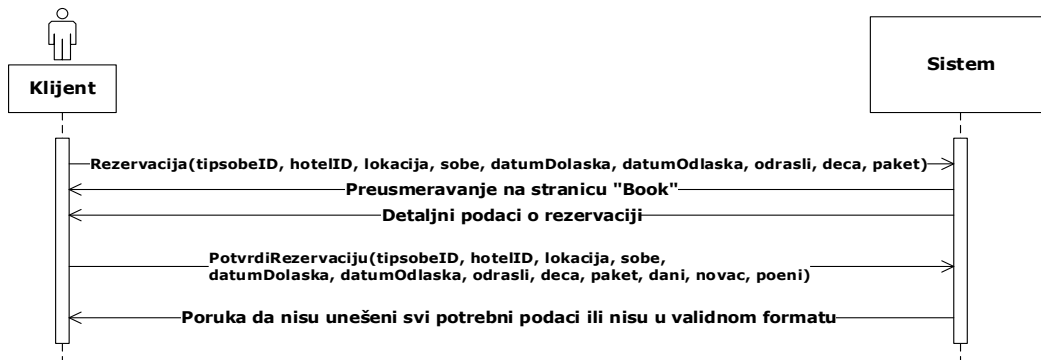 Klijent
Sistem
Rezervacija(tipsobeID, hotelID, lokacija, sobe, datumDolaska, datumOdlaska, odrasli, deca, paket)
Preusmeravanje na stranicu "Book"
Detaljni podaci o rezervaciji
PotvrdiRezervaciju(tipsobeID, hotelID, lokacija, sobe,
datumDolaska, datumOdlaska, odrasli, deca, paket, dani, novac, poeni)
Poruka da nisu unešeni svi potrebni podaci ili nisu u validnom formatu